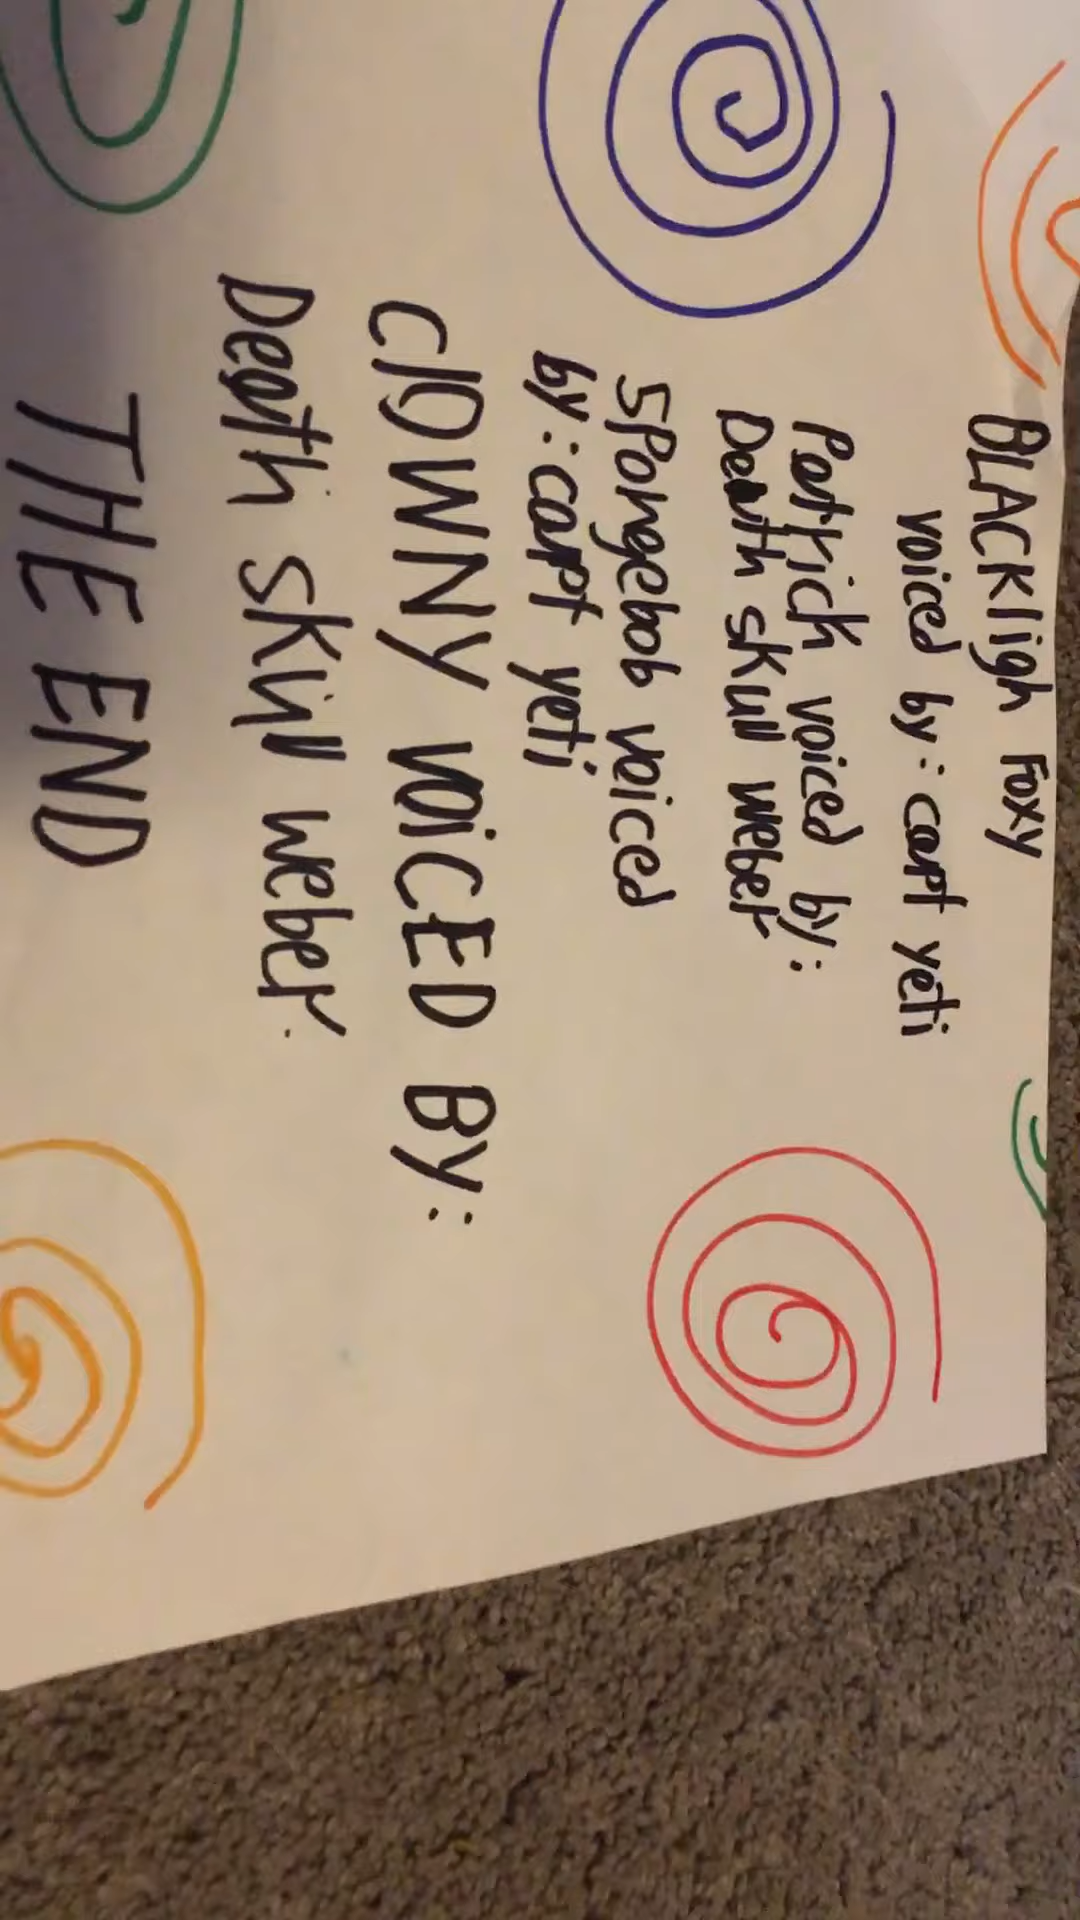 BLACKligh FOXY
voiced by: capt yeti
Patrick voiced by:
Death skull weber
Spongebob voiced
by: capt yeti
clOWNY VOiCED BY:
Death skull weber.
THE END